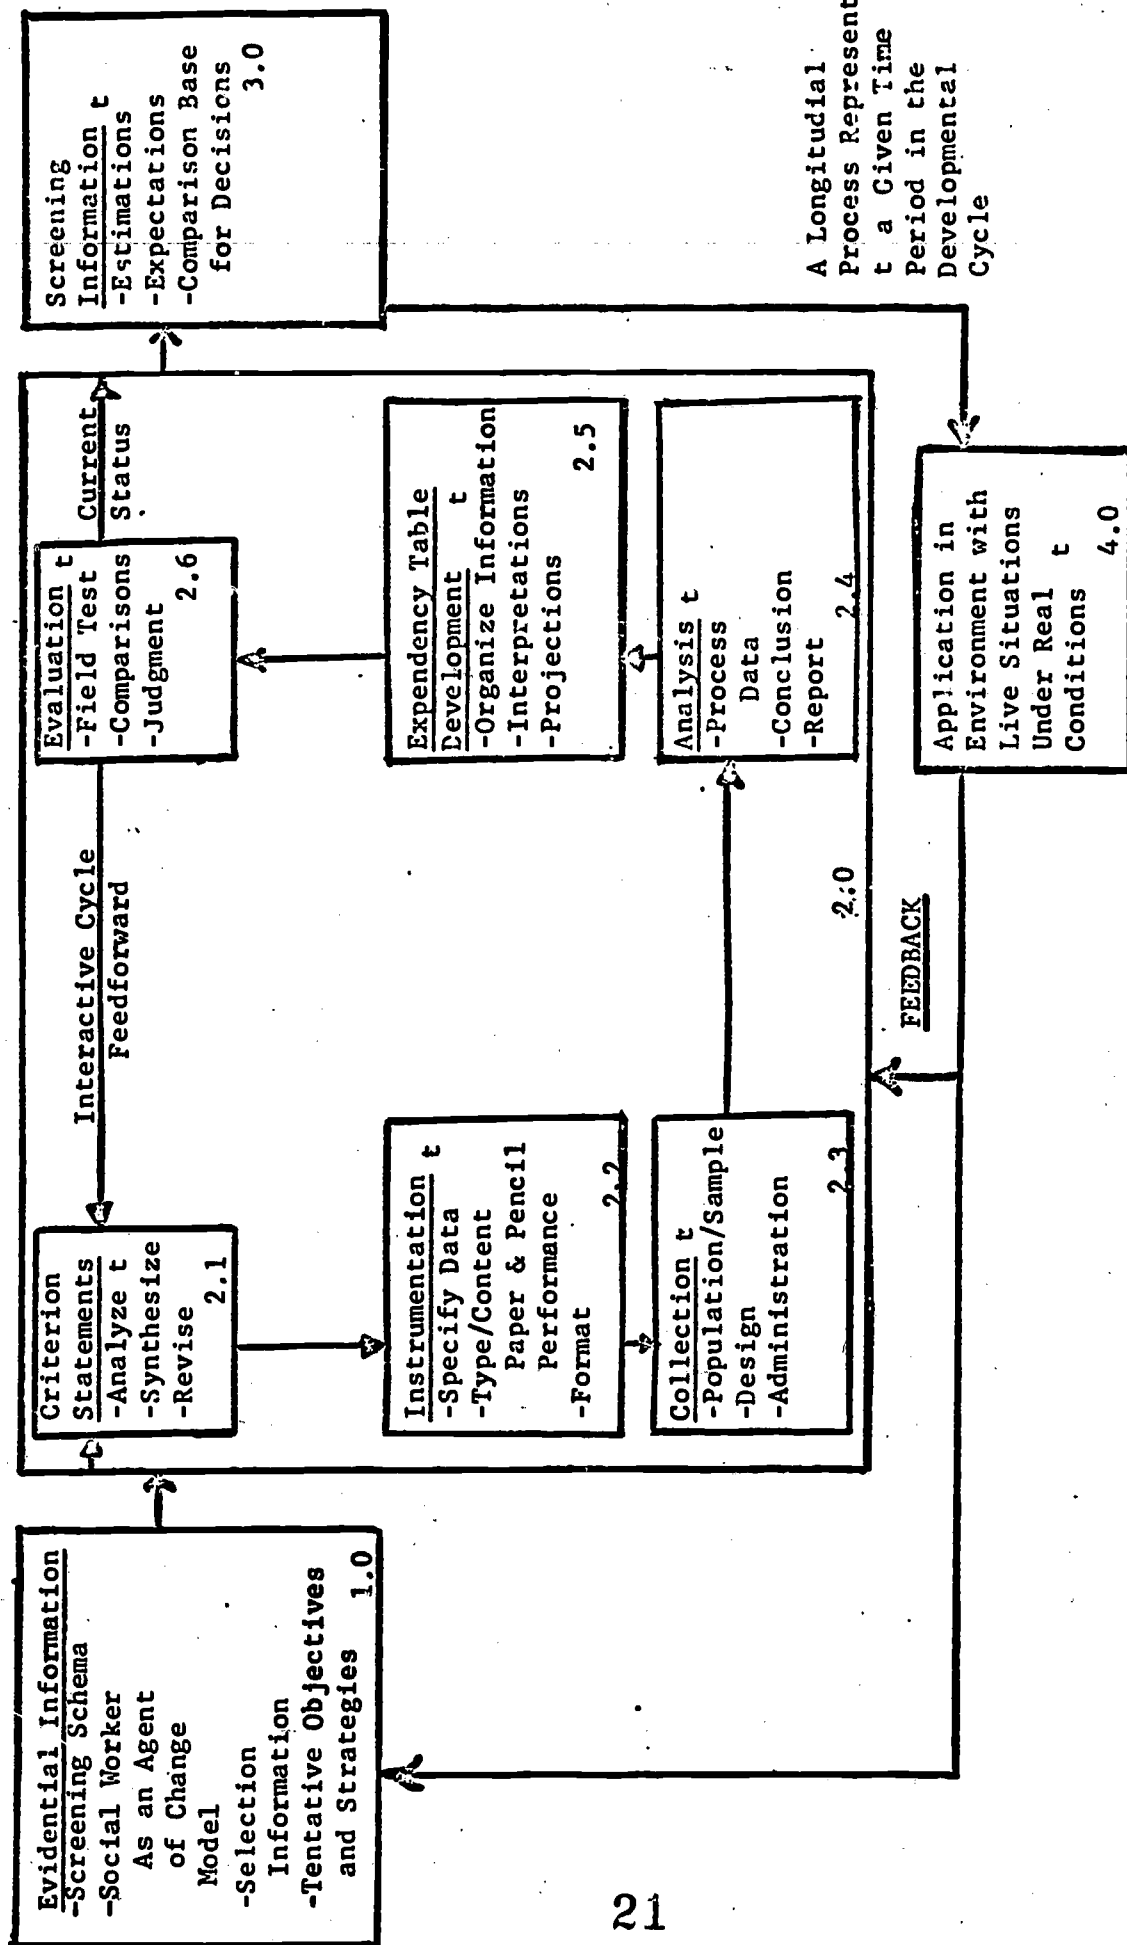 Evidential Information
-Screening Schema
-Social Worker
As an Agent
of Change
Model
-Selection
Information
-Tentative Objectives
and Strategies
1.0
Criterion
Statements
-Analyze t
-Synthesize
-Revise
2.1
Interactive Cycle
Feedforward
Evaluation t
-Field Test
-Comparisons
-Judgment
2.6
Current
Status
Instrumentation t
-Specify Data
-Type/Content
Paper & Pencil
Performance
-Format
2.2
Expendency Table
Development t
-Organize Information
-Interpretations
-Projections
2.5
Collection t
-Population/Sample
-Design
-Administration
2.3
Analysis t
-Process
Data
-Conclusion
-Report
2.4
2.0
Screening
Information t
-Estimations
-Expectations
-Comparison Base
for Decisions
3.0
FEEDBACK
Application in
Environment with
Live Situations
Under Real
Conditions t
4.0
A Longitudial
Process Represent
t a Given Time
Period in the
Developmental
Cycle
21